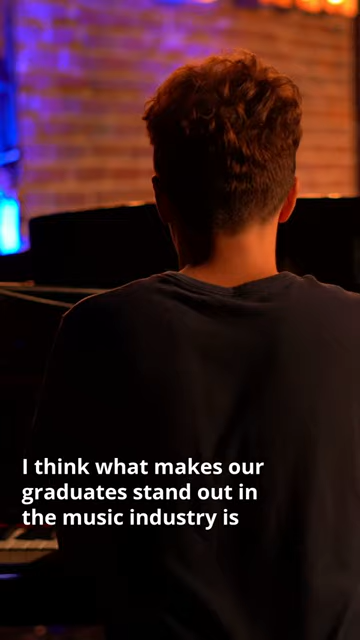 I think what makes our
graduates stand out in
the music industry is